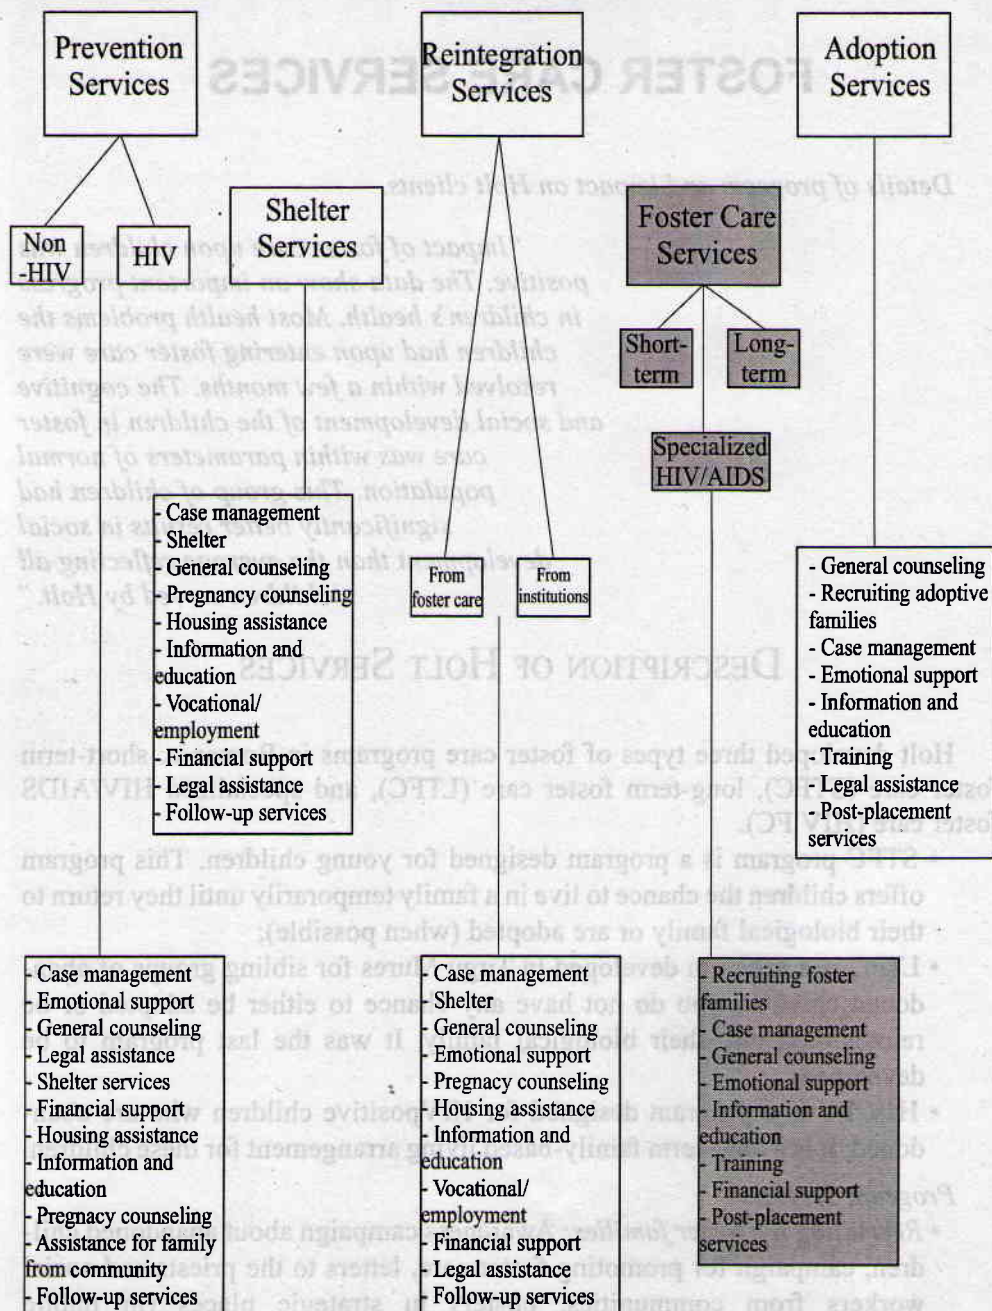 Prevention
Services
Reintegration
Services
Adoption
Services
Non
-HIV
HIV
Shelter
Services
Foster Care
Services
Short-
term
Long-
term
Specialized
HIV/AIDS
- Case management
- Shelter
- General counseling
- Pregnancy counseling
- Housing assistance
- Information and
education
- Vocational/
employment
- Financial support
- Legal assistance
- Follow-up services
From
foster care
From
institutions
- General counseling
- Recruiting adoptive
families
- Case management
- Emotional support
- Information and
education
- Training
- Legal assistance
- Post-placement
services
- Case management
- Emotional support
- General counseling
- Legal assistance
- Shelter services
- Financial support
- Housing assistance
- Information and
education
- Pregnacy counseling
- Assistance for family
from community
- Follow-up services
- Case management
- Shelter
- General counseling
- Emotional support
- Pregnacy counseling
- Housing assistance
- Information and
education
- Vocational/
employment
- Financial support
- Legal assistance
- Follow-up services
- Recruiting foster
families
- Case management
- General counseling
- Emotional support
- Information and
education
- Training
- Financial support
- Post-placement
services